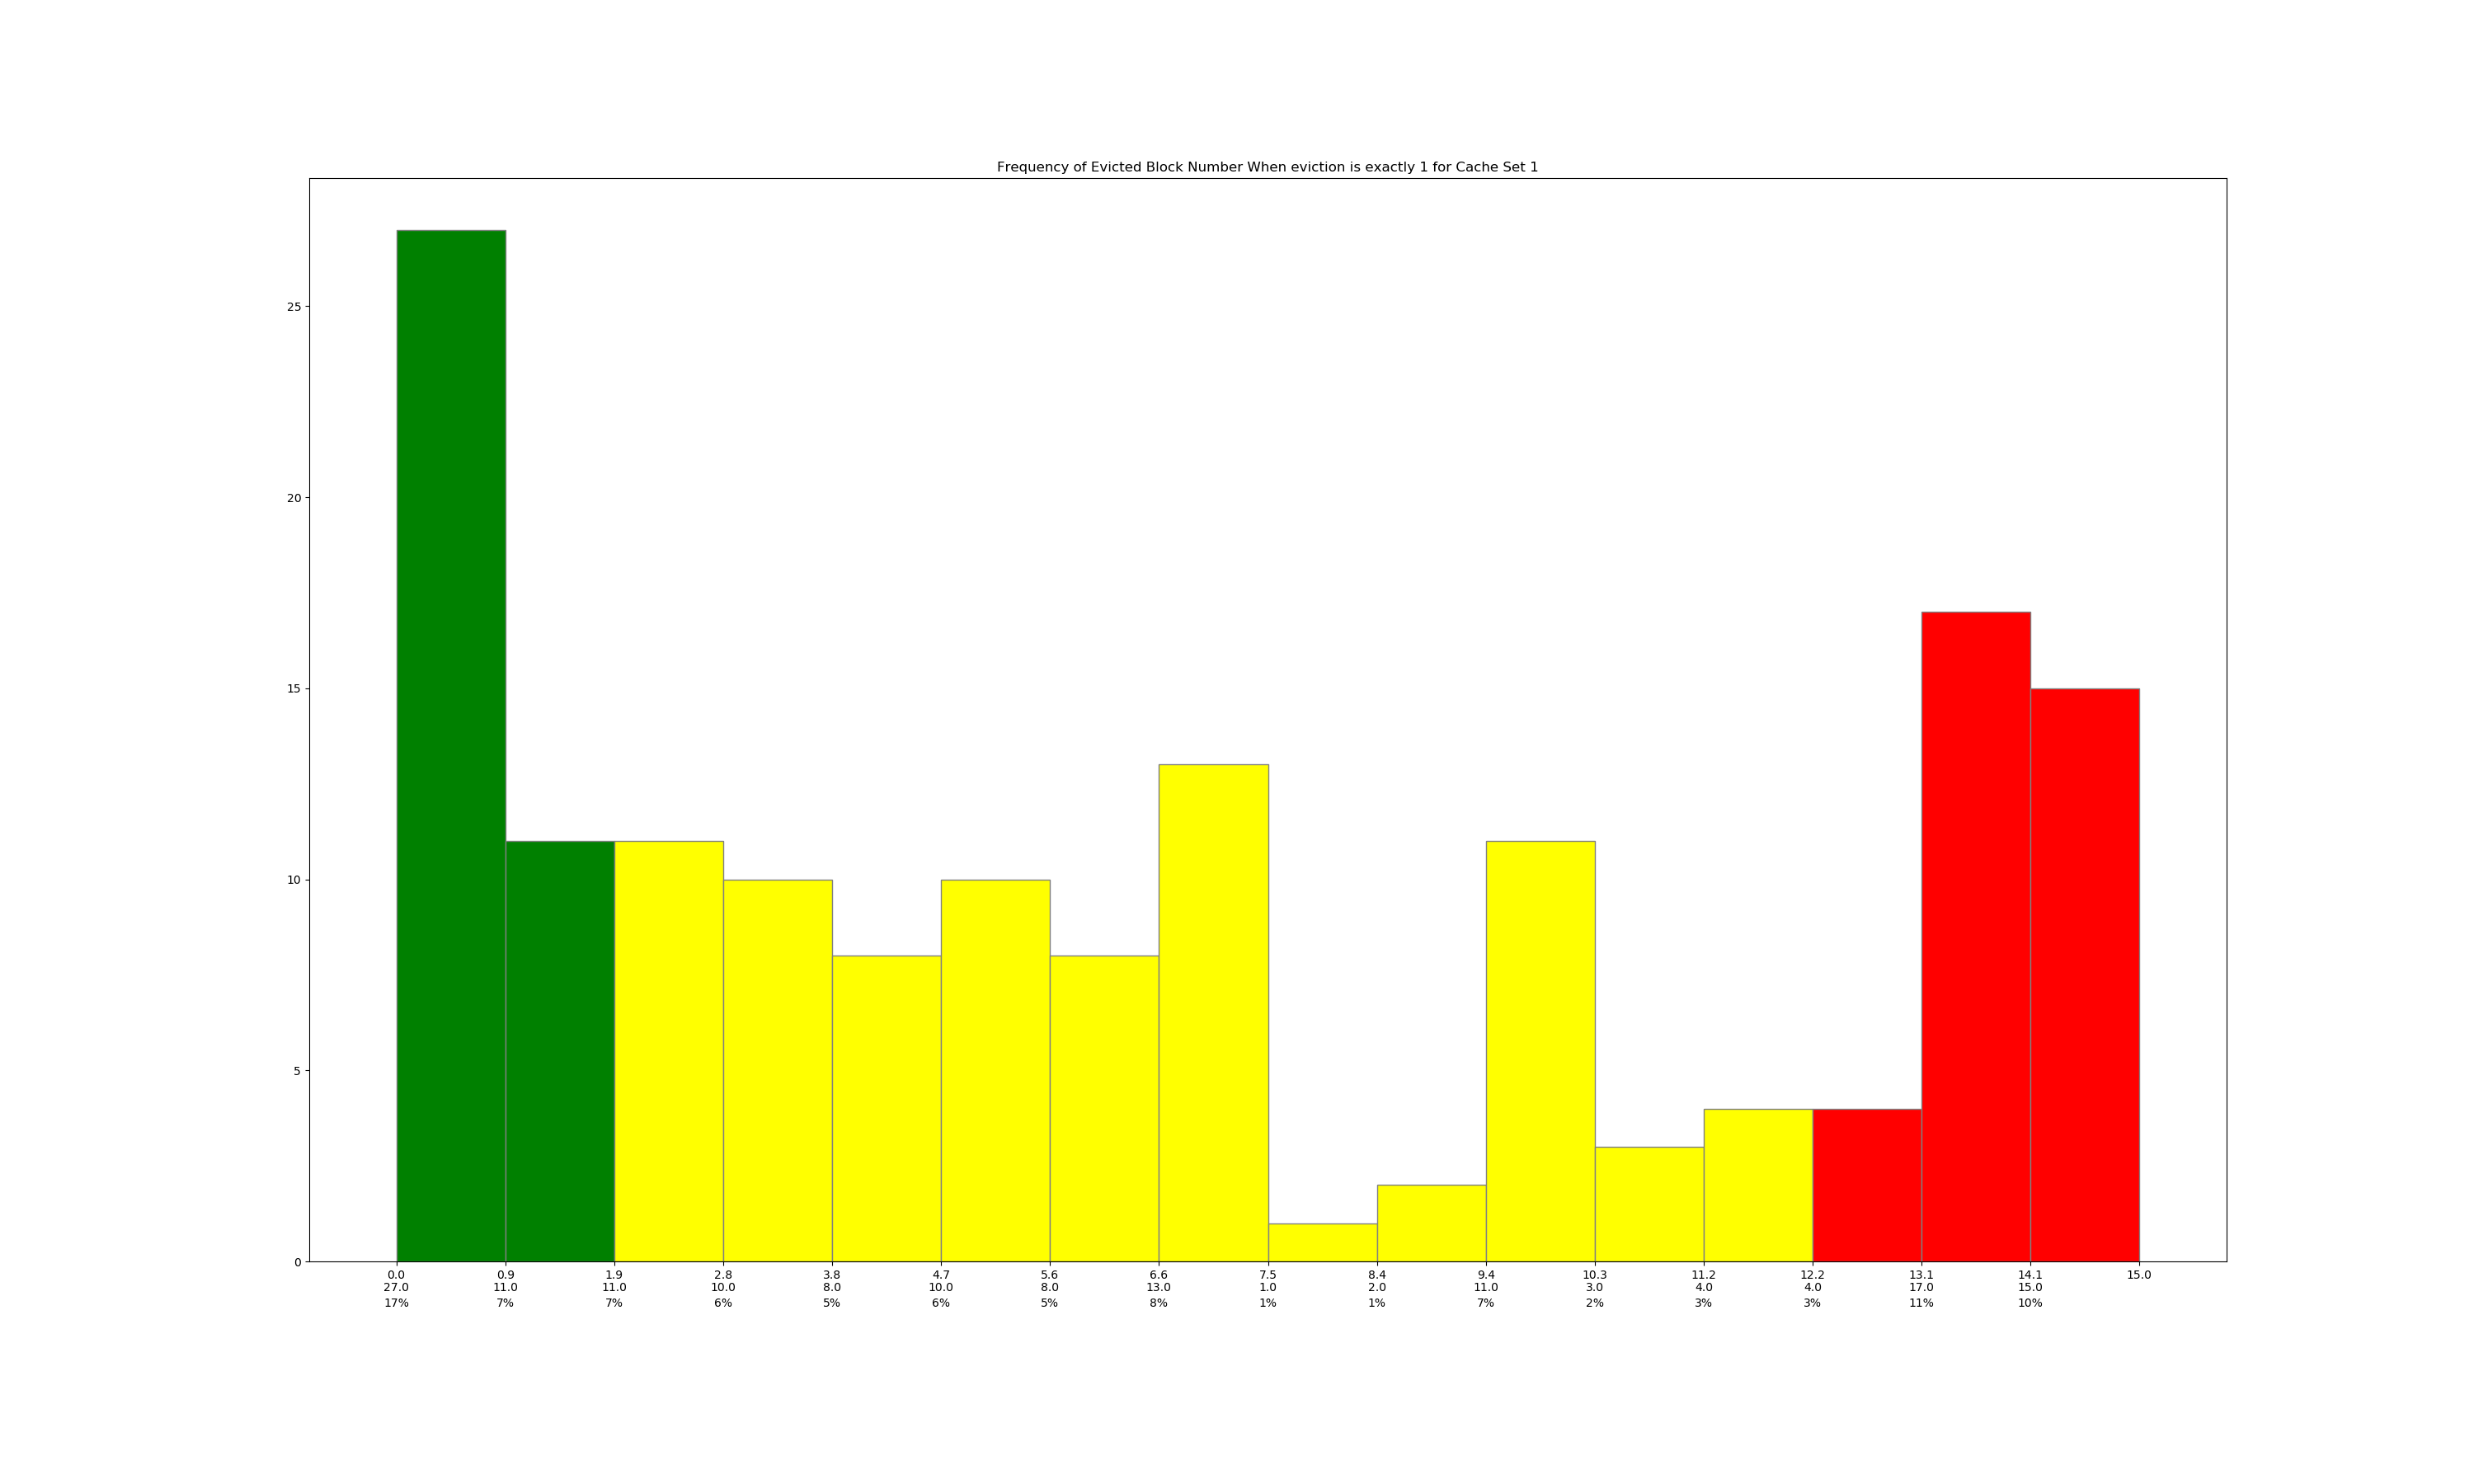 Frequency of Evicted Block Number When eviction is exactly 1 for Cache Set 1
25
20
15
10
5
0
0.0 0.9 1.9 2.8 3.8 4.7 5.6 6.6 7.5 8.4 9.4 10.3 11.2 12.2 13.1 14.1 15.0
27.0 11.0 11.0 10.0 8.0 10.0 8.0 13.0 1.0 2.0 11.0 3.0 4.0 4.0 17.0 15.0
17% 7% 7% 6% 5% 6% 5% 8% 1% 1% 7% 2% 3% 3% 11% 10%